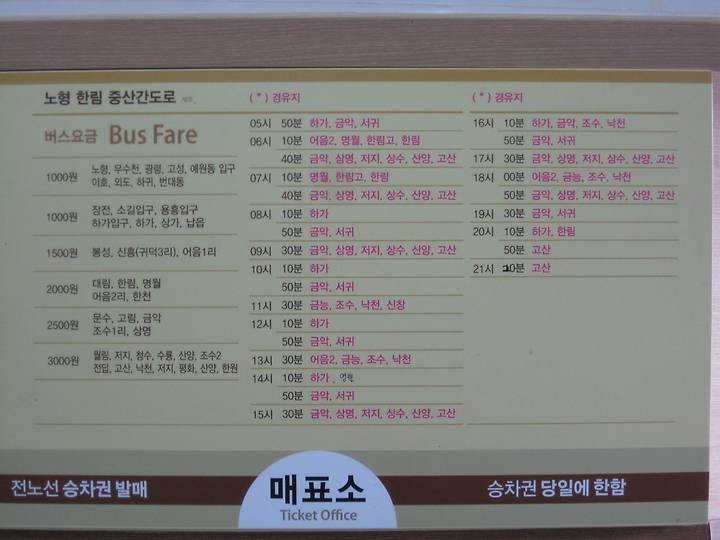 노형 한림 중산간도로
버스요금 Bus Fare
1000원 노형, 무수천, 광령, 고성, 예원동 입구
이호, 외도, 하귀, 번대동
1000원 장전, 소길입구, 용흥입구
하가입구, 하가, 상가, 납읍
1500원 봉성, 신흥(귀덕3리), 어음1리
2000원 대림, 한림, 명월
어음2리, 한천
2500원 문수, 고림, 금악
조수1리, 상명
3000원 월림, 저지, 청수, 수룡, 산양, 조수2
전답, 고산, 낙천, 저지, 평화, 산양, 한원
( * ) 경유지
05시 50분 하가, 금악, 서귀
06시 10분 어음2, 명월, 한림고, 한림
40분 금악, 상명, 저지, 상수, 산양, 고산
07시 10분 명월, 한림고, 한림
40분 금악, 상명, 저지, 상수, 산양, 고산
08시 10분 하가
50분 금악, 서귀
09시 30분 금악, 상명, 저지, 상수, 산양, 고산
10시 10분 하가
50분 금악, 서귀
11시 30분 금능, 조수, 낙천, 신창
12시 10분 하가
50분 금악, 서귀
13시 30분 어음2, 금능, 조수, 낙천
14시 10분 하가
50분 금악, 서귀
15시 30분 금악, 상명, 저지, 상수, 산양, 고산
( * ) 경유지
16시 10분 하가, 금악, 조수, 낙천
50분 금악, 서귀
17시 30분 금악, 상명, 저지, 상수, 산양, 고산
18시 00분 어음2, 금능, 조수, 낙천
50분 금악, 상명, 저지, 상수, 산양, 고산
19시 30분 금악, 서귀
20시 10분 하가, 한림
50분 고산
21시 20분 고산
전노선 승차권 발매
매표소
Ticket Office
승차권 당일에 한함